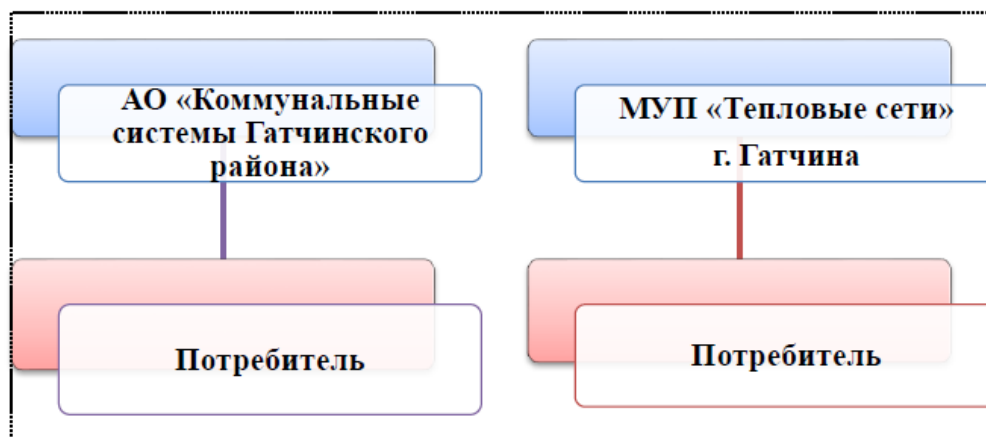 АО «Коммунальные
системы Гатчинского
района»
МУП «Тепловые сети»
г. Гатчина
Потребитель
Потребитель